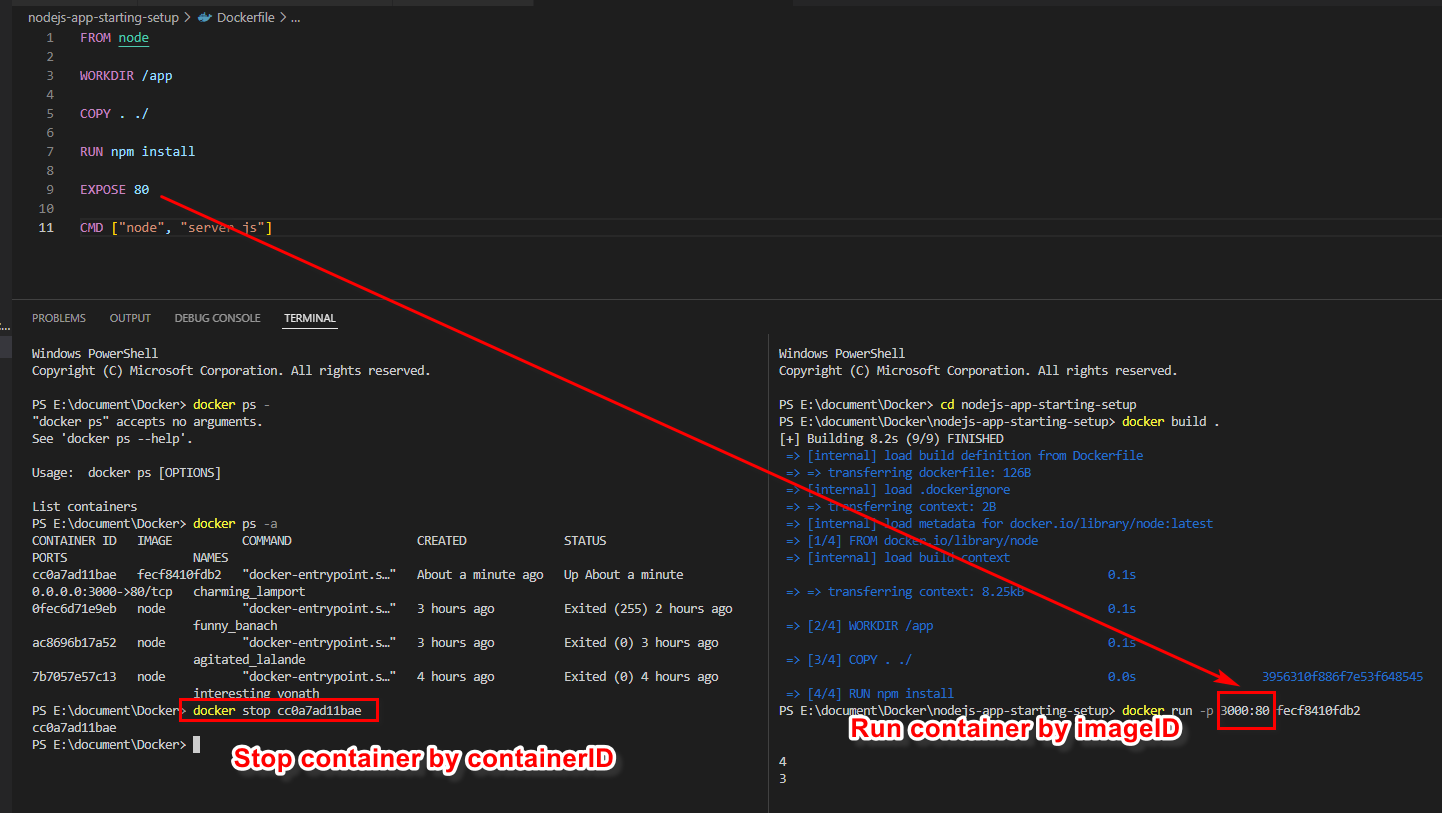 nodejs-app-starting-setup > Dockerfile > ...
1 FROM node
2
3 WORKDIR /app
4
5 COPY . ./
6
7 RUN npm install
8
9 EXPOSE 80
10
11 CMD ["node", "server.js"]
PROBLEMS OUTPUT DEBUG CONSOLE TERMINAL
Windows PowerShell
Copyright (C) Microsoft Corporation. All rights reserved.
PS E:\document\Docker> docker ps -
"docker ps" accepts no arguments.
See 'docker ps --help'.
Usage:  docker ps [OPTIONS]
List containers
PS E:\document\Docker> docker ps -a
CONTAINER ID   IMAGE          COMMAND                  CREATED              STATUS
PORTS                  NAMES
cc0a7ad11bae   fecf8410fdb2   "docker-entrypoint.s…"   About a minute ago   Up About a minute
0.0.0.0:3000->80/tcp   charming_lamport
0fec6d71e9eb   node           "docker-entrypoint.s…"   3 hours ago          Exited (255) 2 hours ago
funny_banach
ac8696b17a52   node           "docker-entrypoint.s…"   3 hours ago          Exited (0) 3 hours ago
agitated_lalande
7b7057e57c13   node           "docker-entrypoint.s…"   4 hours ago          Exited (0) 4 hours ago
interesting_yonath
PS E:\document\Docker> docker stop cc0a7ad11bae
cc0a7ad11bae
PS E:\document\Docker>
Stop container by containerID
Windows PowerShell
Copyright (C) Microsoft Corporation. All rights reserved.
PS E:\document\Docker> cd nodejs-app-starting-setup
PS E:\document\Docker\nodejs-app-starting-setup> docker build .
[+] Building 8.2s (9/9) FINISHED
=> [internal] load build definition from Dockerfile
=> => transferring dockerfile: 126B
=> [internal] load .dockerignore
=> => transferring context: 2B
=> [internal] load metadata for docker.io/library/node:latest
=> [1/4] FROM docker.io/library/node
=> [internal] load build context
0.1s
=> => transferring context: 8.25kB
0.1s
=> [2/4] WORKDIR /app
0.1s
=> [3/4] COPY . ./
0.0s 3956310f886f7e53f648545
=> [4/4] RUN npm install
PS E:\document\Docker\nodejs-app-starting-setup> docker run -p 3000:80 fecf8410fdb2
Run container by imageID
4
3